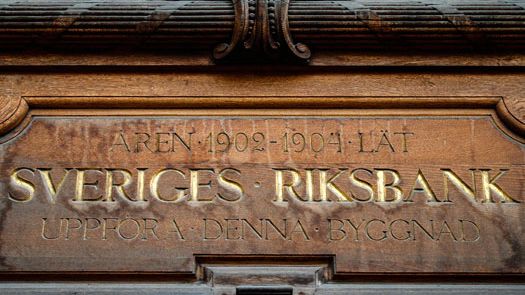 ÅREN · 1902-1904 · LÄT
SVERIGES · RIKSBANK
UPPFÖRA · DENNA · BYGGNAD